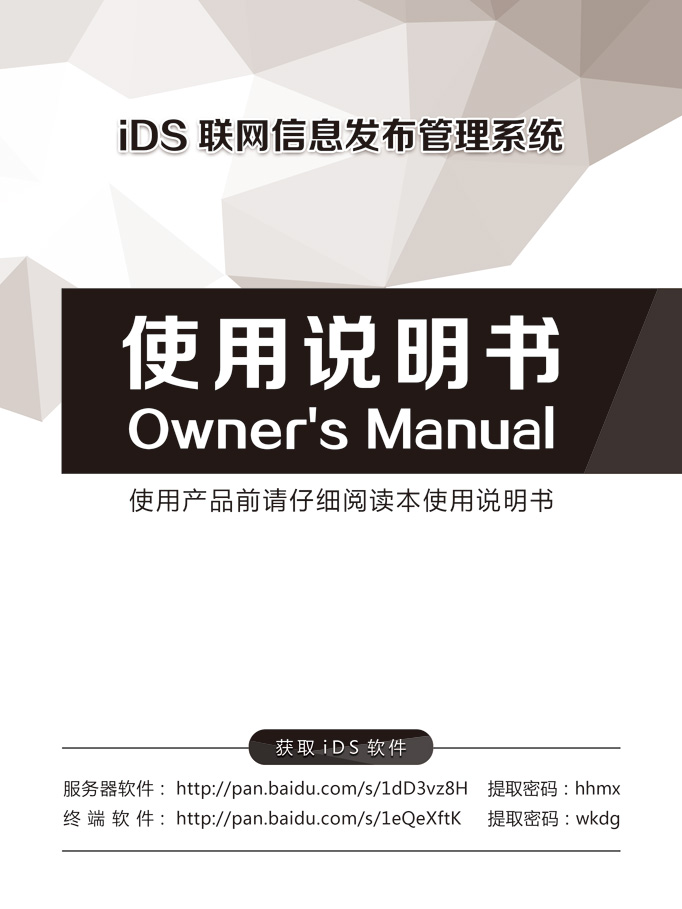 iDS 联网信息发布管理系统
使用说明书
Owner's Manual
使用产品前请仔细阅读本使用说明书
获取 iDS 软件
服务器软件： http://pan.baidu.com/s/1dD3vz8H 提取密码：hhmx
终端软件： http://pan.baidu.com/s/1eQeXftK 提取密码：wkdg